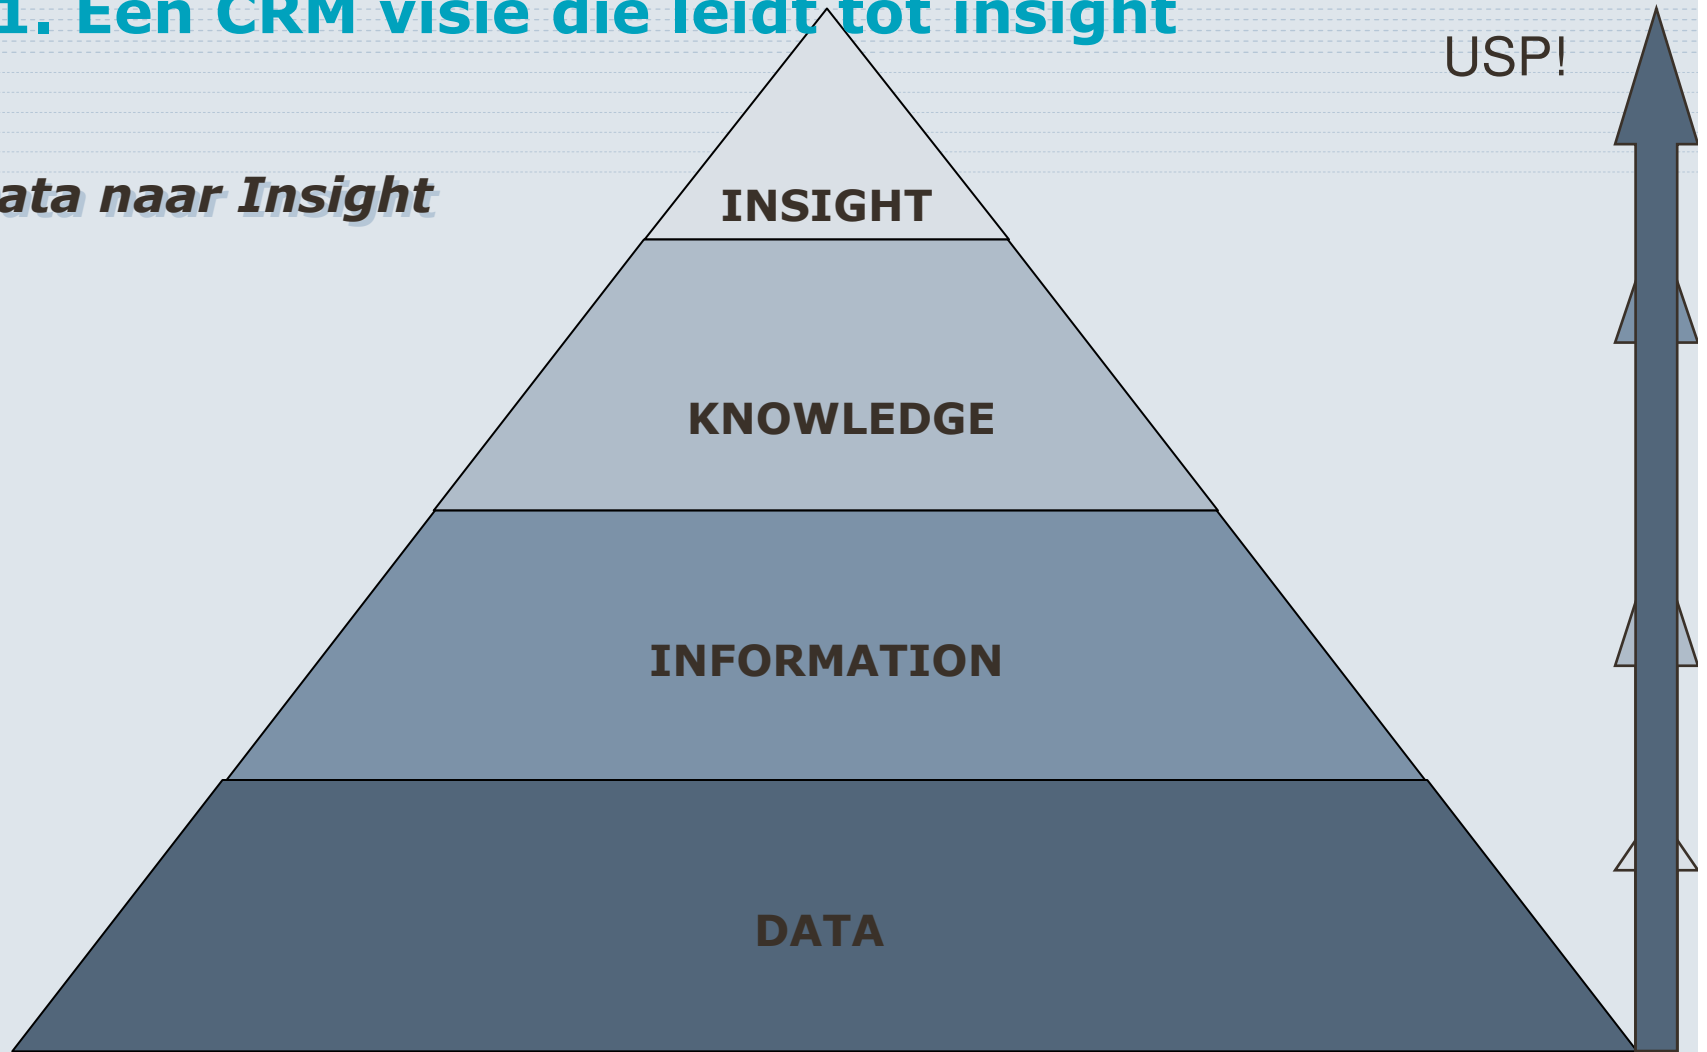 1. Een CRM visie die leidt tot insight
USP!
ata naar Insight
INSIGHT
KNOWLEDGE
INFORMATION
DATA